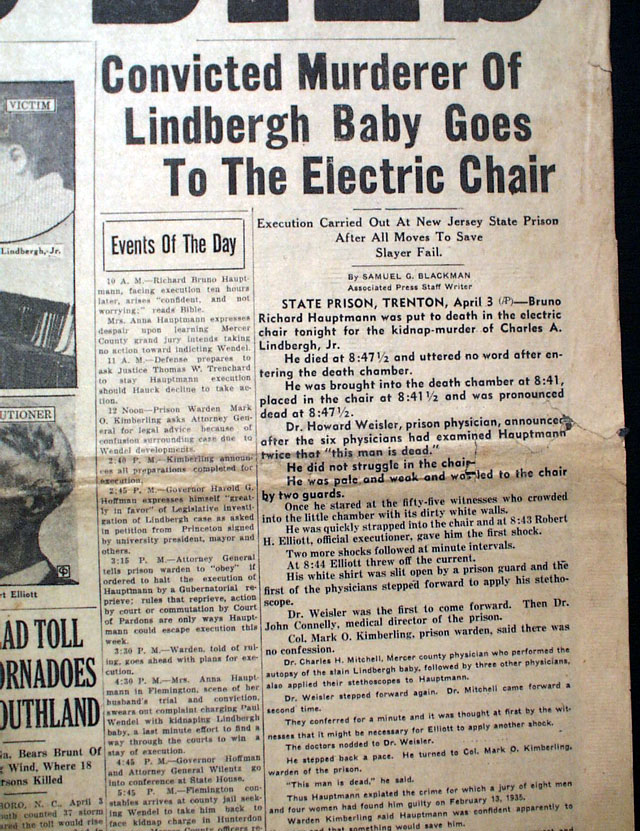 DIED
VICTIM
Lindbergh, Jr.
UTIONER
rt Elliott
AD TOLL
ORNADOES
OUTHLAND
a. Bears Brunt Of
Wind, Where 18
rsons Killed
BORO, N. C., April 3
outh counted 37 storm
ared the toll would rise
Convicted Murderer Of
Lindbergh Baby Goes
To The Electric Chair
Events Of The Day
10 A. M.—Richard Bruno Haupt-
mann, facing execution ten hours
later, arises "confident, and not
worrying;" reads Bible.
Mrs. Anna Hauptmann expresses
despair upon learning Mercer
County grand jury intends taking
no action toward indicting Wendel.
11 A. M.—Defense prepares to
ask Justice Thomas W. Trenchard
to stay Hauptmann execution
should Hauck decline to take ac-
tion.
12 Noon—Prison Warden Mark
O. Kimberling asks Attorney Gen-
eral for legal advice because of
confusion surrounding case due to
Wendel developments.
2:40 P. M.—Kimberling announ-
ces all preparations completed for
execution.
2:45 P. M.—Governor Harold G.
Hoffman expresses himself "great-
ly in favor" of Legislative investi-
gation of Lindbergh case as asked
in petition from Princeton signed
by university president, mayor and
others.
3:15 P. M.—Attorney General
tells prison warden to "obey" if
ordered to halt the execution of
Hauptmann by a Gubernatorial re-
prieve; rules that reprieve, action
by court or commutation by Court
of Pardons are only ways Haupt-
mann could escape execution this
week.
3:30 P. M.—Warden, told of rul-
ing, goes ahead with plans for exe-
cution.
4:30 P. M.—Mrs. Anna Haupt-
mann in Flemington, scene of her
husband's trial and conviction,
swears out complaint charging Paul
Wendel with kidnaping Lindbergh
baby, a last minute effort to find a
way through the courts to win a
stay of execution.
4:45 P. M.—Governor Hoffman
and Attorney General Wilentz go
into conference at State House.
5:45 P. M.—Flemington con-
stables arrives at county jail seek-
ing Wendel to take him back to
face kidnap charge in Hunterdon
Mercer County officers re-
Execution Carried Out At New Jersey State Prison
After All Moves To Save
Slayer Fail.
By SAMUEL G. BLACKMAN
Associated Press Staff Writer
STATE PRISON, TRENTON, April 3 (/P)—Bruno
Richard Hauptmann was put to death in the electric
chair tonight for the kidnap-murder of Charles A.
Lindbergh, Jr.
He died at 8:47½ and uttered no word after en-
tering the death chamber.
He was brought into the death chamber at 8:41,
placed in the chair at 8:41½ and was pronounced
dead at 8:47½.
Dr. Howard Weisler, prison physician, announced
after the six physicians had examined Hauptmann
twice that "this man is dead."
He did not struggle in the chair
He was pale and weak and was led to the chair
by two guards.
Once he stared at the fifty-five witnesses who crowded
into the little chamber with its dirty white walls.
He was quickly strapped into the chair and at 8:43 Robert
H. Elliott, official executioner, gave him the first shock.
Two more shocks followed at minute intervals.
At 8:44 Elliott threw off the current.
His white shirt was slit open by a prison guard and the
first of the physicians stepped forward to apply his stetho-
scope.
Dr. Weisler was the first to come forward. Then Dr.
John Connelly, medical director of the prison.
Col. Mark O. Kimberling, prison warden, said there was
no confession.
Dr. Charles H. Mitchell, Mercer county physician who performed the
autopsy of the slain Lindbergh baby, followed by three other physicians,
also applied their stethoscopes to Hauptmann.
Dr. Weisler stepped forward again. Dr. Mitchell came forward a
second time.
They conferred for a minute and it was thought at first by the wit-
nesses that it might be necessary for Elliott to apply another shock.
The doctors nodded to Dr. Weisler.
He stepped back a pace. He turned to Col. Mark O. Kimberling,
warden of the prison.
"This man is dead," he said.
Thus Hauptmann expiated the crime for which a jury of eight men
and four women had found him guilty on February 13, 1935.
Warden Kimberling said Hauptmann was confident apparently to
that something would save him.